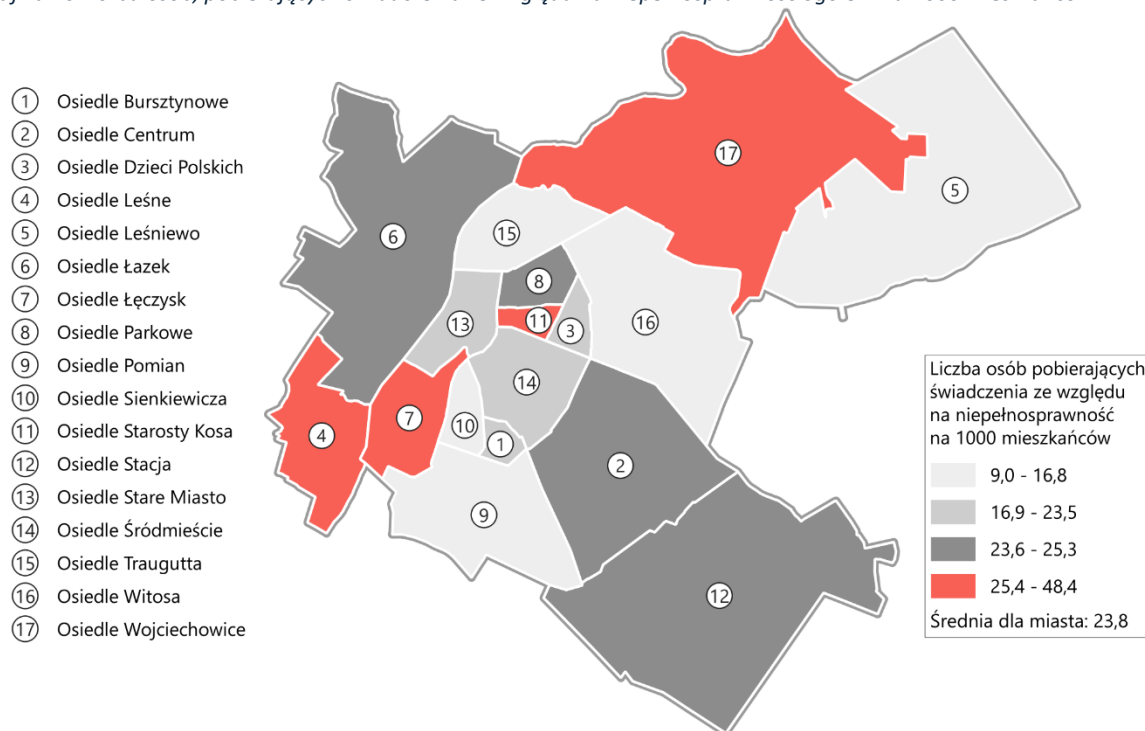 1 Osiedle Bursztynowe
2 Osiedle Centrum
3 Osiedle Dzieci Polskich
4 Osiedle Leśne
5 Osiedle Leśniewo
6 Osiedle Łazek
7 Osiedle Łęczysk
8 Osiedle Parkowe
9 Osiedle Pomian
10 Osiedle Sienkiewicza
11 Osiedle Starosty Kosa
12 Osiedle Stacja
13 Osiedle Stare Miasto
14 Osiedle Śródmieście
15 Osiedle Traugutta
16 Osiedle Witosa
17 Osiedle Wojciechowice
17
5
6
15
8
11
3
13
16
14
7
10
4
1
2
9
12
Liczba osób pobierających
świadczenia ze względu
na niepełnosprawność
na 1000 mieszkańców
9,0 - 16,8
16,9 - 23,5
23,6 - 25,3
25,4 - 48,4
Średnia dla miasta: 23,8